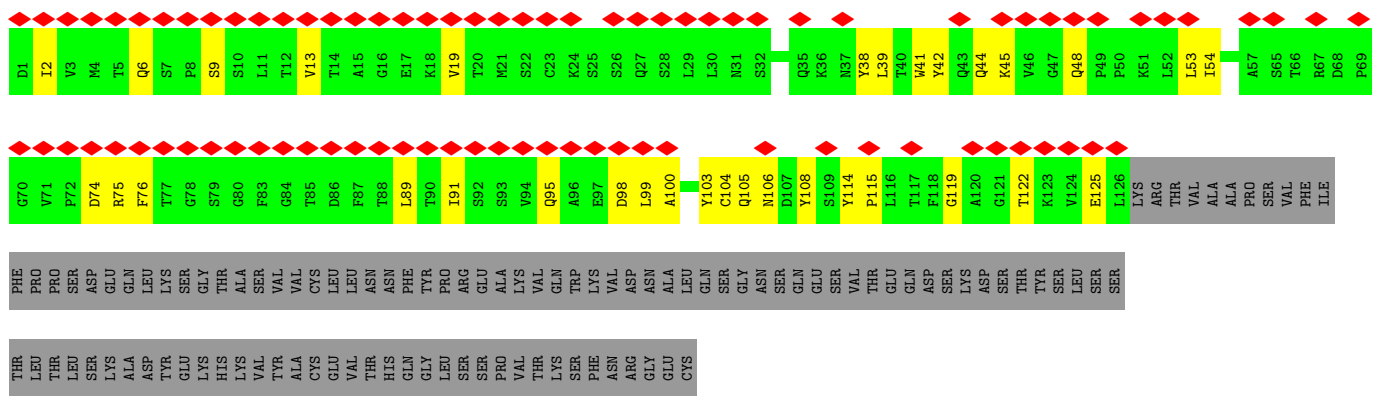 D1 I2 V3 M4 T5 Q6 S7 P8 S9 S10 L11 T12 V13 T14 A15 G16 E17 K18 V19 T20 M21 S22 C23 K24 S25 S26 Q27 S28 L29 L30 N31 S32 Q35 K36 N37 Y38 L39 T40 W41 Y42 Q43 Q44 K45 V46 G47 Q48 P49 P50 K51 L52 L53 I54 A57 S65 T66 R67 D68 P69
G70 V71 P72 D74 R75 F76 T77 G78 S79 G80 F83 G84 T85 D86 F87 T88 L89 T90 I91 S92 S93 V94 Q95 A96 E97 D98 L99 A100 Y103 C104 Q105 N106 D107 Y108 S109 Y114 P115 L116 T117 F118 G119 A120 G121 T122 K123 V124 E125 L126 LYS ARG THR VAL ALA ALA PRO SER VAL PHE ILE
PHE PRO PRO SER ASP GLU GLN LEU LYS SER GLY THR ALA SER VAL VAL CYS LEU LEU ASN ASN PHE TYR PRO ARG GLU ALA LYS VAL GLN TRP LYS VAL ASP ASN ALA LEU GLN SER GLY ASN SER GLN GLU SER VAL THR GLU GLN ASP SER LYS ASP SER THR TYR SER LEU SER SER
THR LEU THR LEU SER LYS ALA ASP TYR GLU LYS HIS LYS VAL TYR ALA CYS GLU VAL THR HIS GLN GLY LEU SER SER PRO VAL THR LYS SER PHE ASN ARG GLY GLU CYS